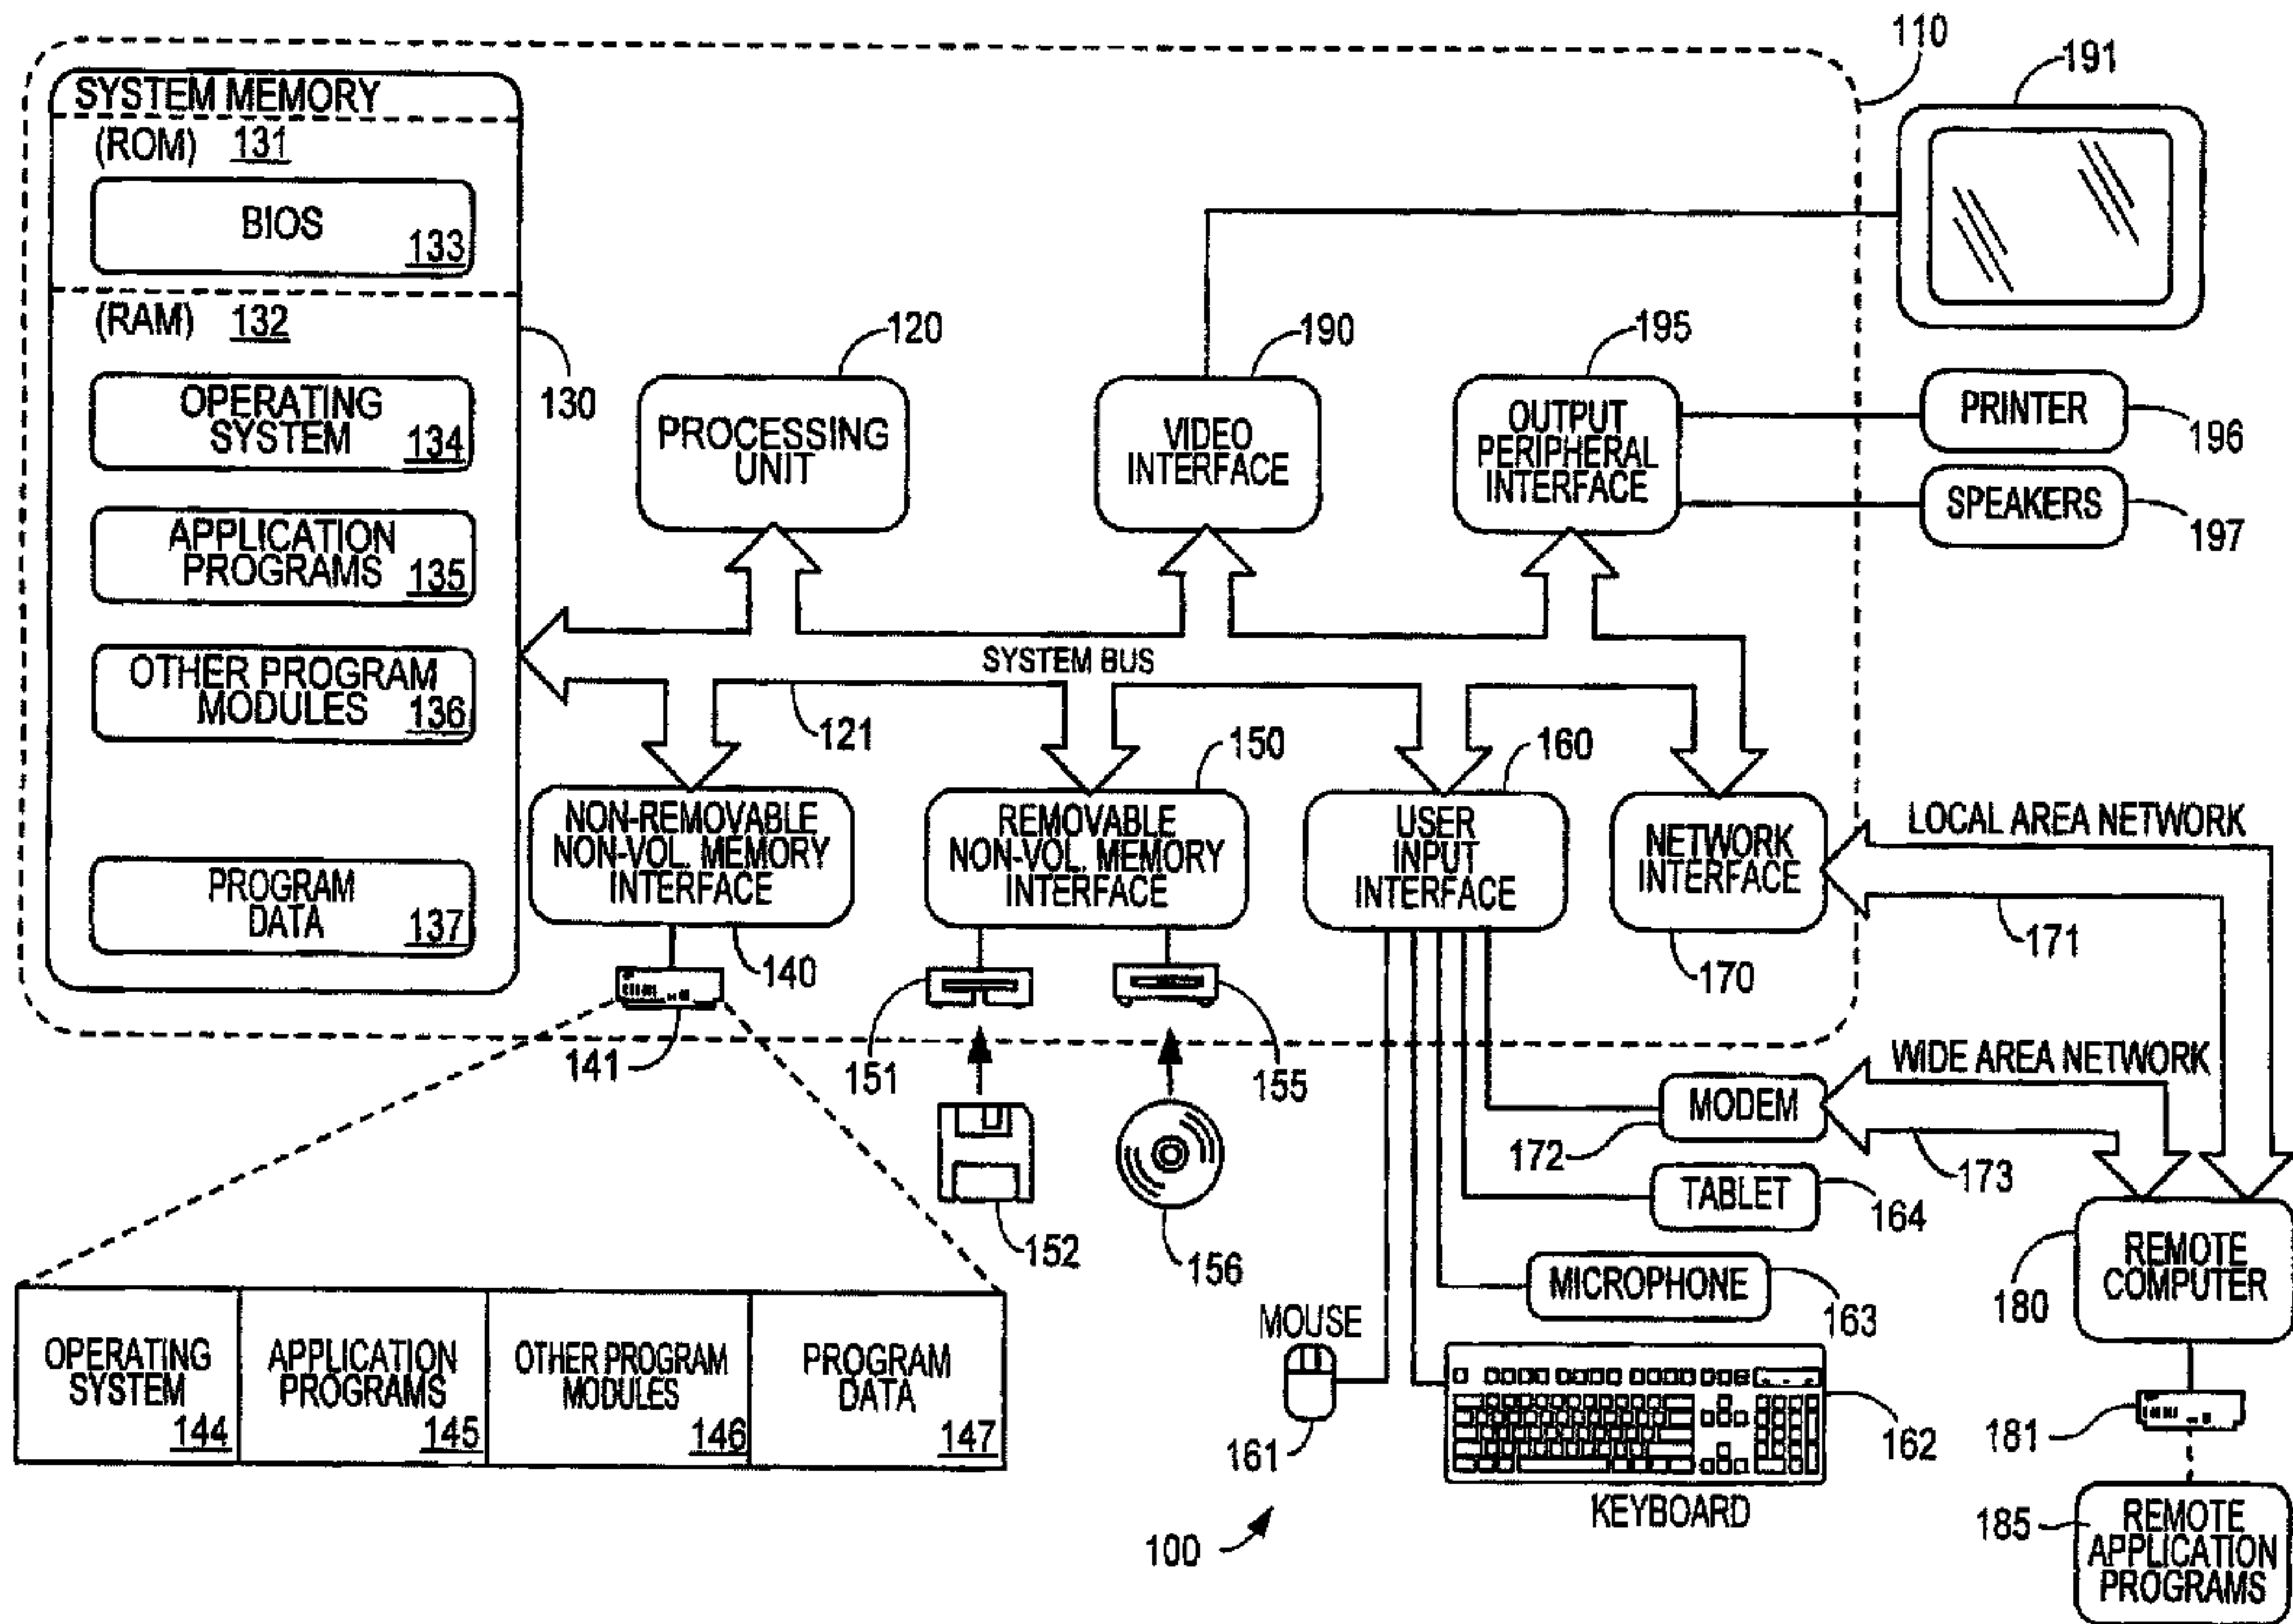 110
191
SYSTEM MEMORY
(ROM) 131
BIOS
133
(RAM) 132
130
OPERATING
SYSTEM 134
APPLICATION
PROGRAMS 135
OTHER PROGRAM
MODULES 136
PROGRAM
DATA 137
120
PROCESSING
UNIT
190
VIDEO
INTERFACE
195
OUTPUT
PERIPHERAL
INTERFACE
PRINTER
196
SPEAKERS
197
SYSTEM BUS
121
NON-REMOVABLE
NON-VOL. MEMORY
INTERFACE
140
141
150
REMOVABLE
NON-VOL. MEMORY
INTERFACE
151
155
152
156
160
USER
INPUT
INTERFACE
NETWORK
INTERFACE
170
LOCAL AREA NETWORK
171
WIDE AREA NETWORK
173
MODEM
172
TABLET
164
MICROPHONE
163
MOUSE
161
162
KEYBOARD
180
REMOTE
COMPUTER
181
185
REMOTE
APPLICATION
PROGRAMS
OPERATING
SYSTEM
144
APPLICATION
PROGRAMS
145
OTHER PROGRAM
MODULES
146
PROGRAM
DATA
147
100